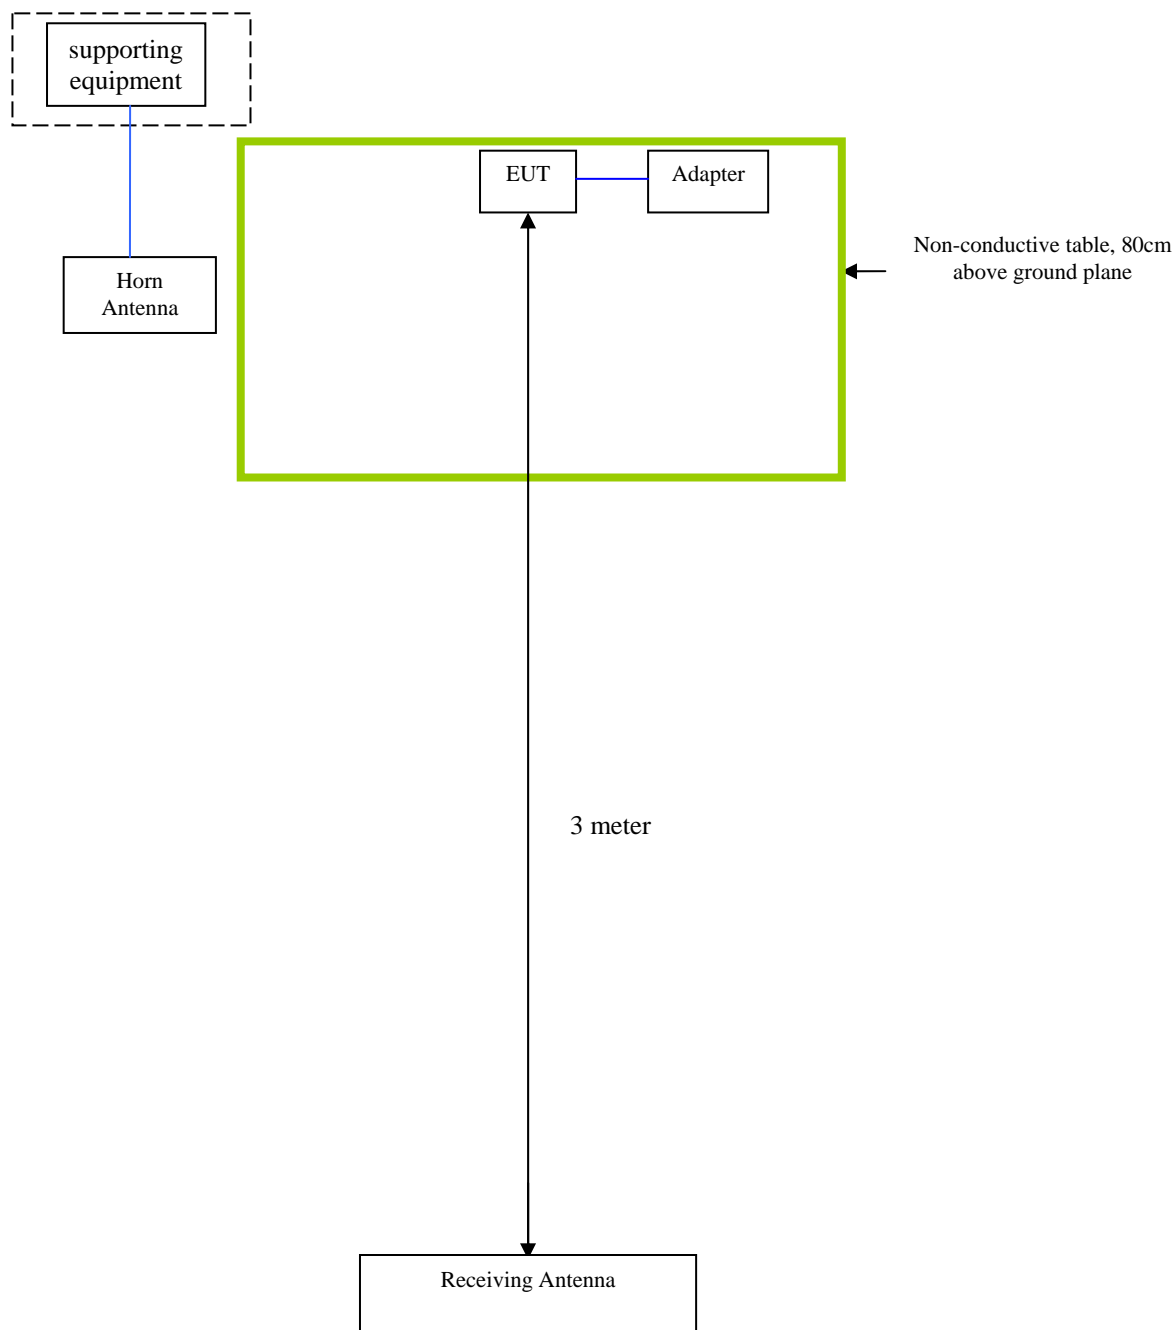 supporting
equipment
EUT
Adapter
Non-conductive table, 80cm
above ground plane
Horn
Antenna
3 meter
Receiving Antenna